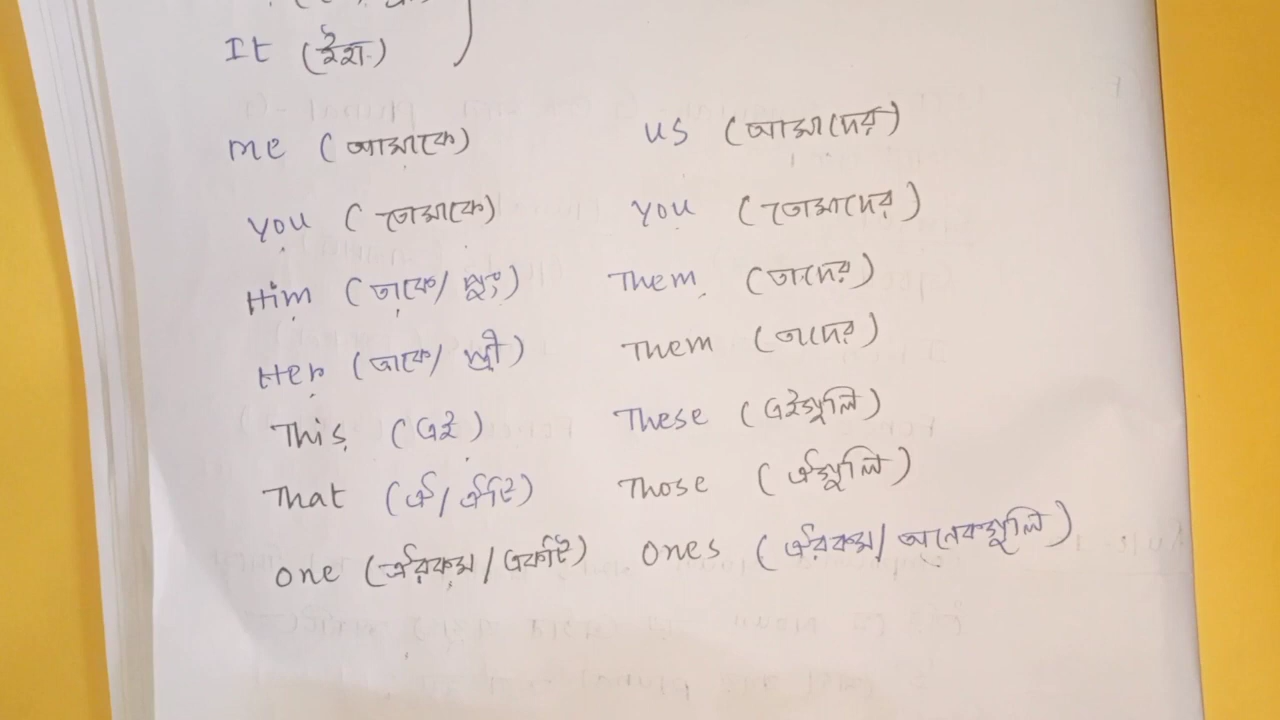 It (ইহা)
me (আমাকে) us (আমাদের)
you (তোমাকে) you (তোমাদের)
Him (তাকে/ পুং) Them (তাদের)
Her (তাকে/ স্ত্রী) Them (তাদের)
This (এই) These (এইগুলি)
That (ঐ/ ঐটি) Those (ঐগুলি)
one (ঐরকম / একটি) ones (ঐরকম/ অনেকগুলি)